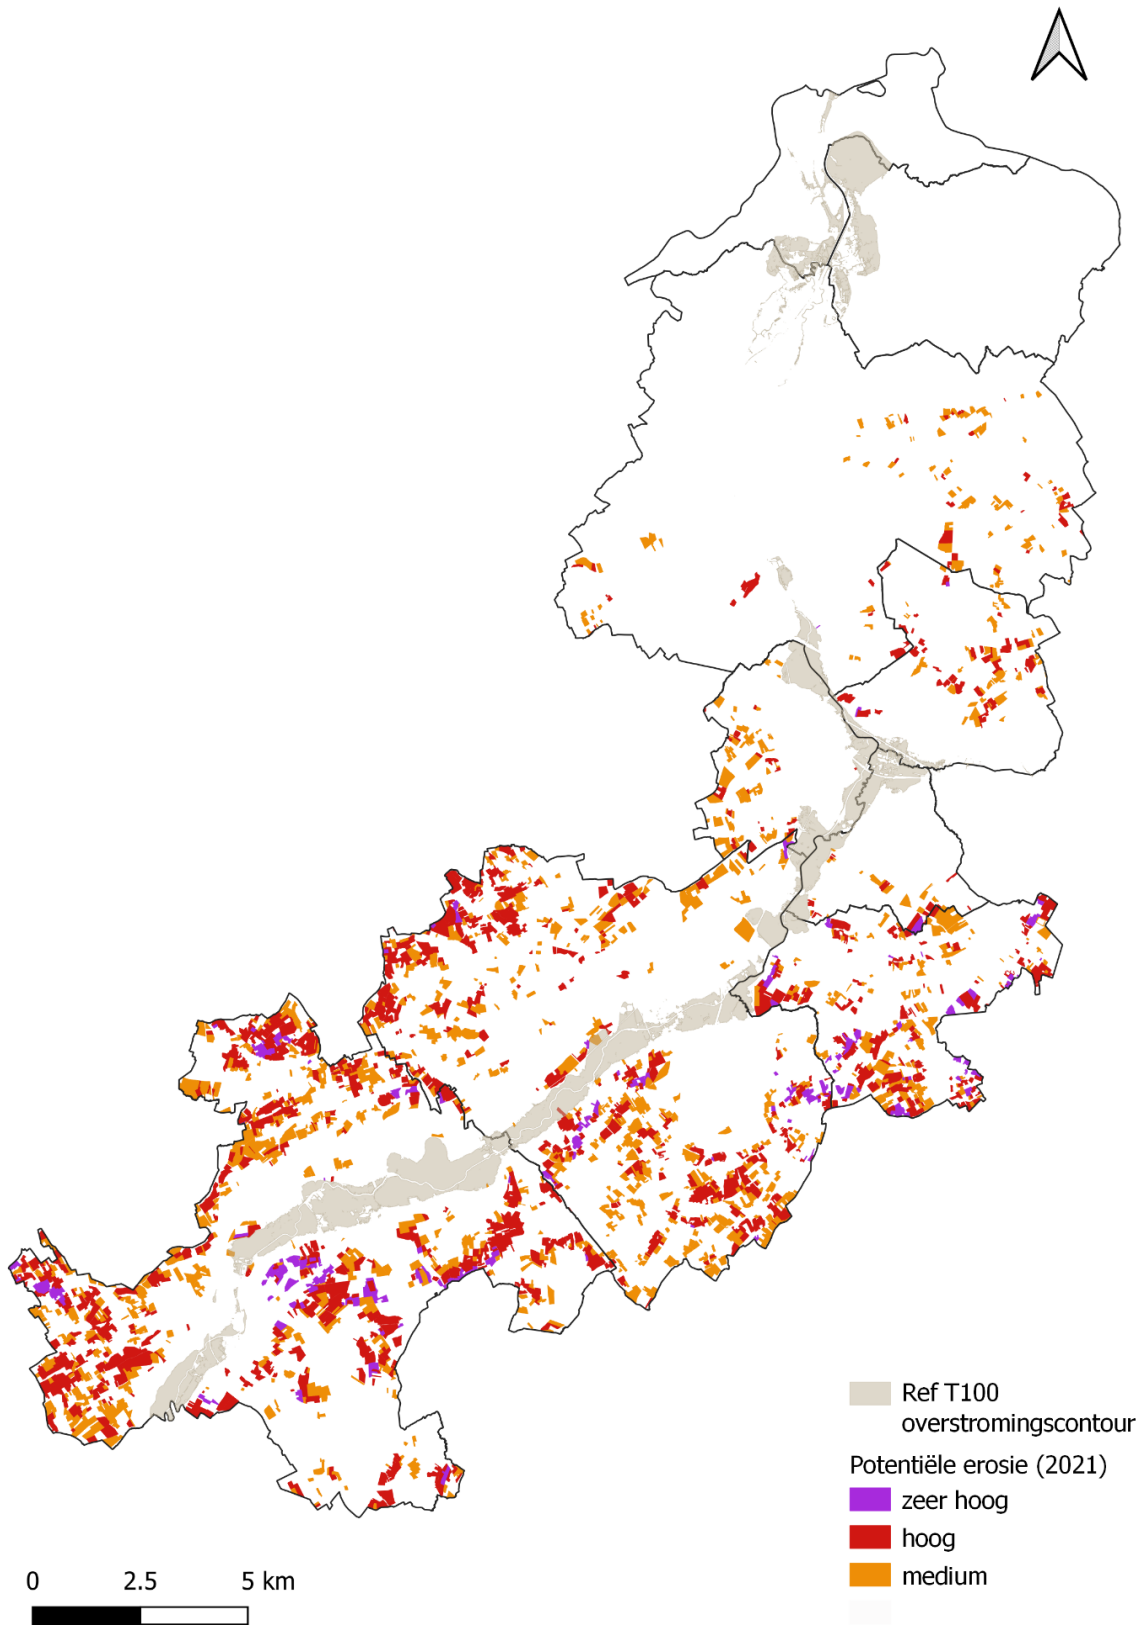 Ref T100
overstromingscontour
Potentiële erosie (2021)
zeer hoog
hoog
medium
0 2.5 5 km